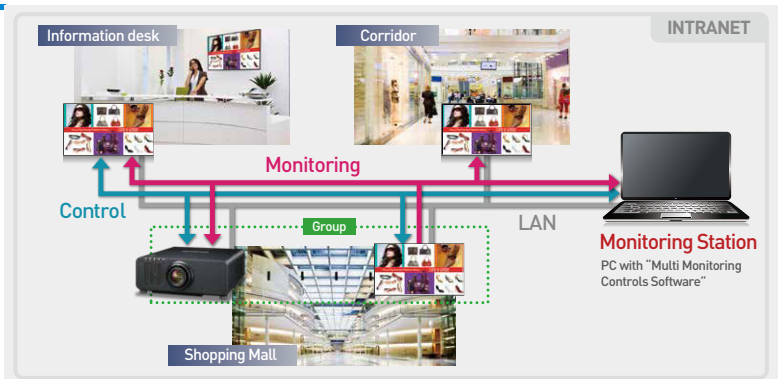 INTRANET
Information desk
Corridor
Monitoring
Control
LAN
Group
Monitoring Station
PC with “Multi Monitoring
Controls Software”
Shopping Mall